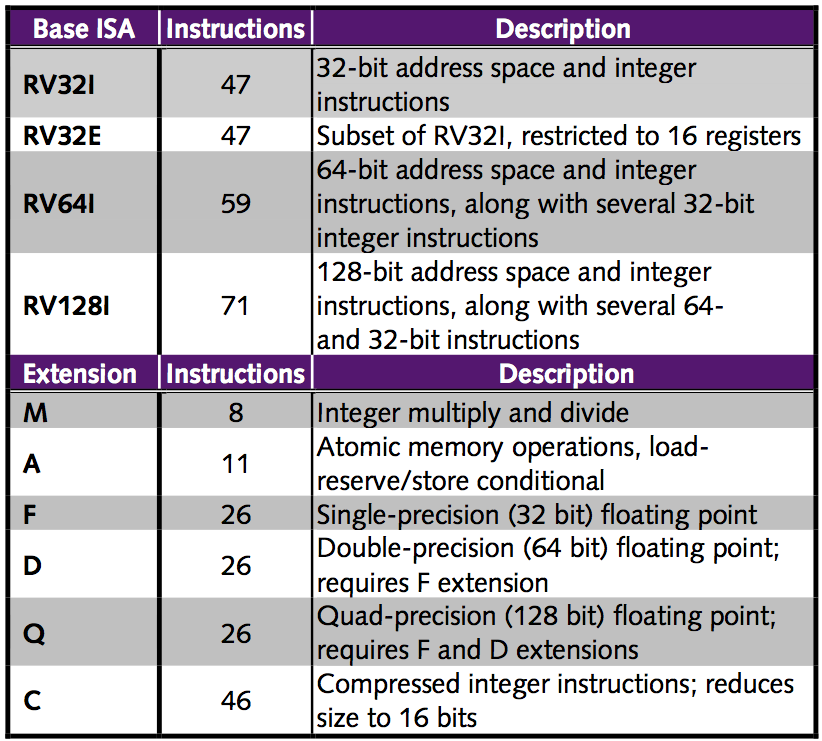 Base ISA Instructions Description
RV32I 47 32-bit address space and integer
instructions
RV32E 47 Subset of RV32I, restricted to 16 registers
RV64I 59 64-bit address space and integer
instructions, along with several 32-bit
integer instructions
RV128I 71 128-bit address space and integer
instructions, along with several 64-
and 32-bit instructions
Extension Instructions Description
M 8 Integer multiply and divide
A 11 Atomic memory operations, load-
reserve/store conditional
F 26 Single-precision (32 bit) floating point
D 26 Double-precision (64 bit) floating point;
requires F extension
Q 26 Quad-precision (128 bit) floating point;
requires F and D extensions
C 46 Compressed integer instructions; reduces
size to 16 bits